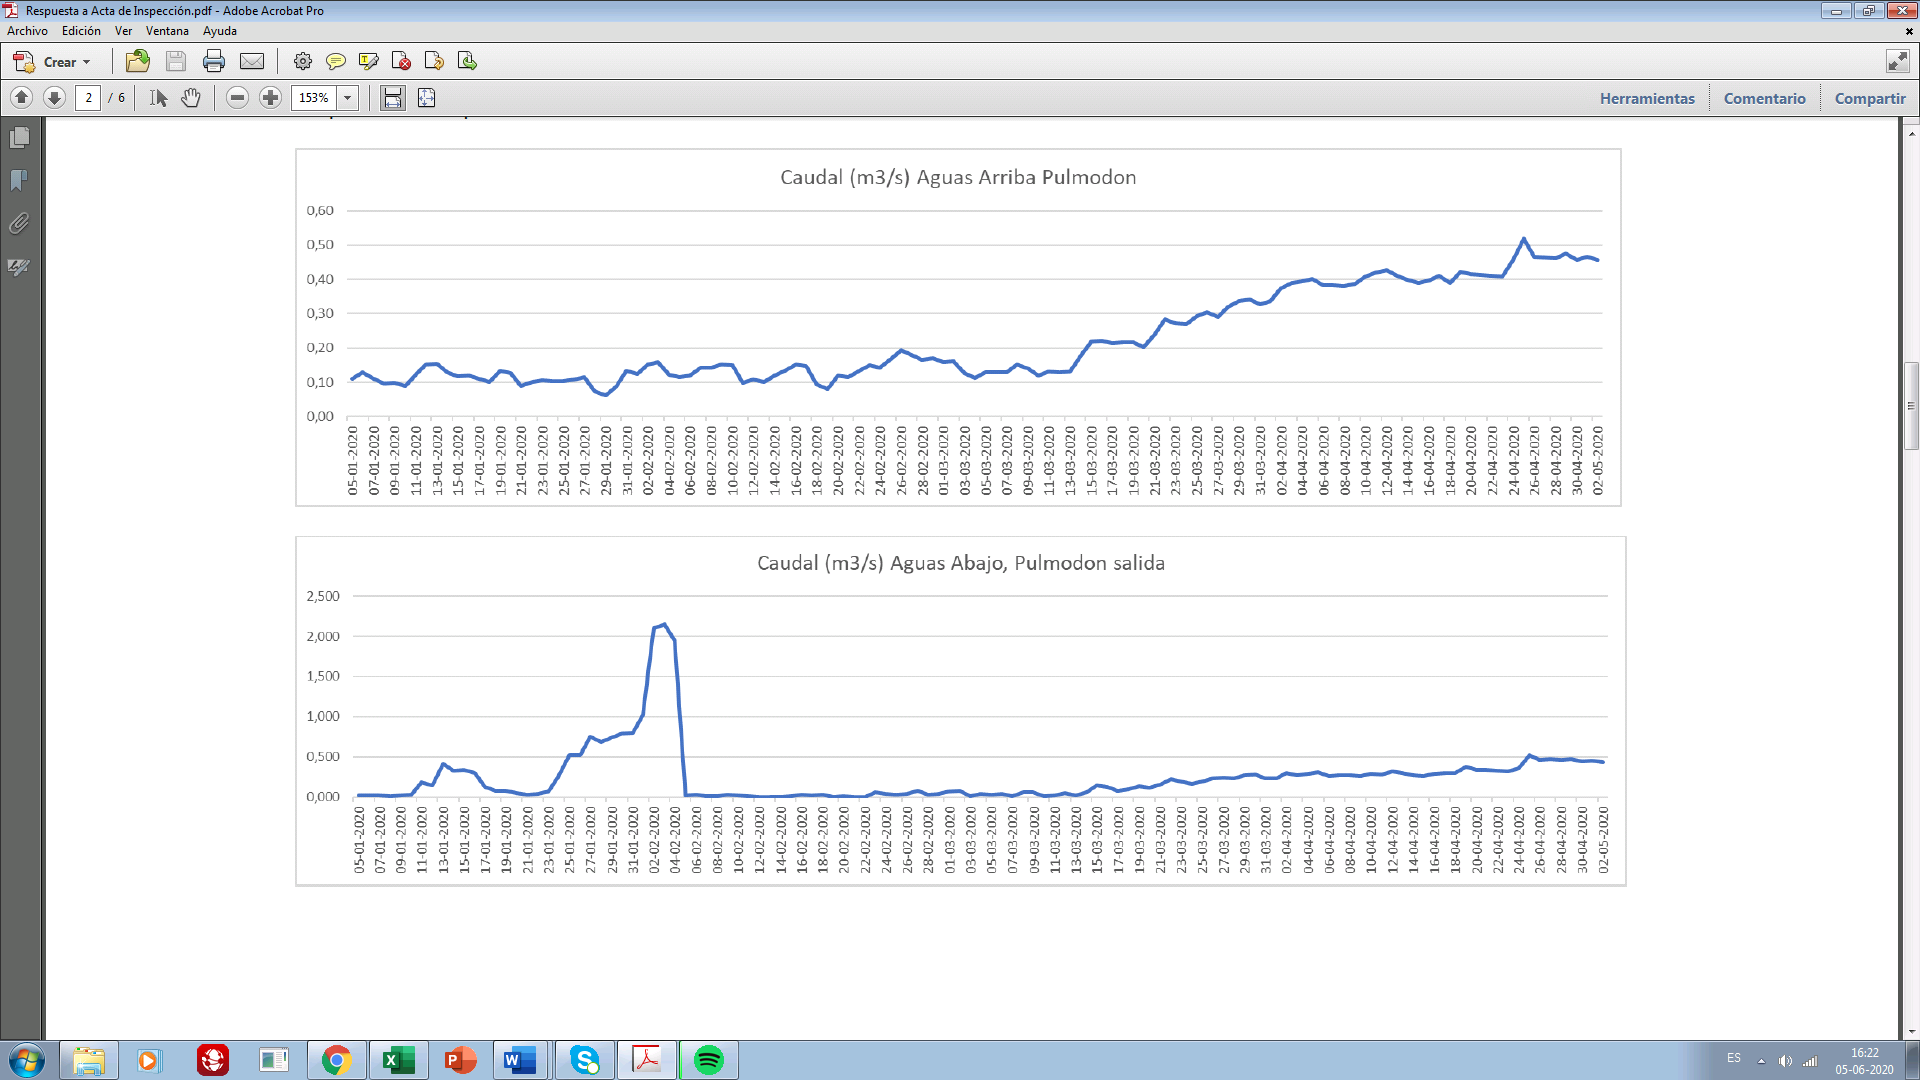 Respuesta a Acta de Inspección.pdf - Adobe Acrobat Pro
Archivo Edición Ver Ventana Ayuda
Crear
2 / 6 153% Herramientas Comentario Compartir
Caudal (m3/s) Aguas Arriba Pulmodon
0,60
0,50
0,40
0,30
0,20
0,10
0,00
05-01-2020 07-01-2020 09-01-2020 11-01-2020 13-01-2020 15-01-2020 17-01-2020 19-01-2020 21-01-2020 23-01-2020 25-01-2020 27-01-2020 29-01-2020 31-01-2020 02-02-2020 04-02-2020 06-02-2020 08-02-2020 10-02-2020 12-02-2020 14-02-2020 16-02-2020 18-02-2020 20-02-2020 22-02-2020 24-02-2020 26-02-2020 28-02-2020 01-03-2020 03-03-2020 05-03-2020 07-03-2020 09-03-2020 11-03-2020 13-03-2020 15-03-2020 17-03-2020 19-03-2020 21-03-2020 23-03-2020 25-03-2020 27-03-2020 29-03-2020 31-03-2020 02-04-2020 04-04-2020 06-04-2020 08-04-2020 10-04-2020 12-04-2020 14-04-2020 16-04-2020 18-04-2020 20-04-2020 22-04-2020 24-04-2020 26-04-2020 28-04-2020 30-04-2020 02-05-2020
Caudal (m3/s) Aguas Abajo, Pulmodon salida
2,500
2,000
1,500
1,000
0,500
0,000
05-01-2020 07-01-2020 09-01-2020 11-01-2020 13-01-2020 15-01-2020 17-01-2020 19-01-2020 21-01-2020 23-01-2020 25-01-2020 27-01-2020 29-01-2020 31-01-2020 02-02-2020 04-02-2020 06-02-2020 08-02-2020 10-02-2020 12-02-2020 14-02-2020 16-02-2020 18-02-2020 20-02-2020 22-02-2020 24-02-2020 26-02-2020 28-02-2020 01-03-2020 03-03-2020 05-03-2020 07-03-2020 09-03-2020 11-03-2020 13-03-2020 15-03-2020 17-03-2020 19-03-2020 21-03-2020 23-03-2020 25-03-2020 27-03-2020 29-03-2020 31-03-2020 02-04-2020 04-04-2020 06-04-2020 08-04-2020 10-04-2020 12-04-2020 14-04-2020 16-04-2020 18-04-2020 20-04-2020 22-04-2020 24-04-2020 26-04-2020 28-04-2020 30-04-2020 02-05-2020
ES 16:22
05-06-2020